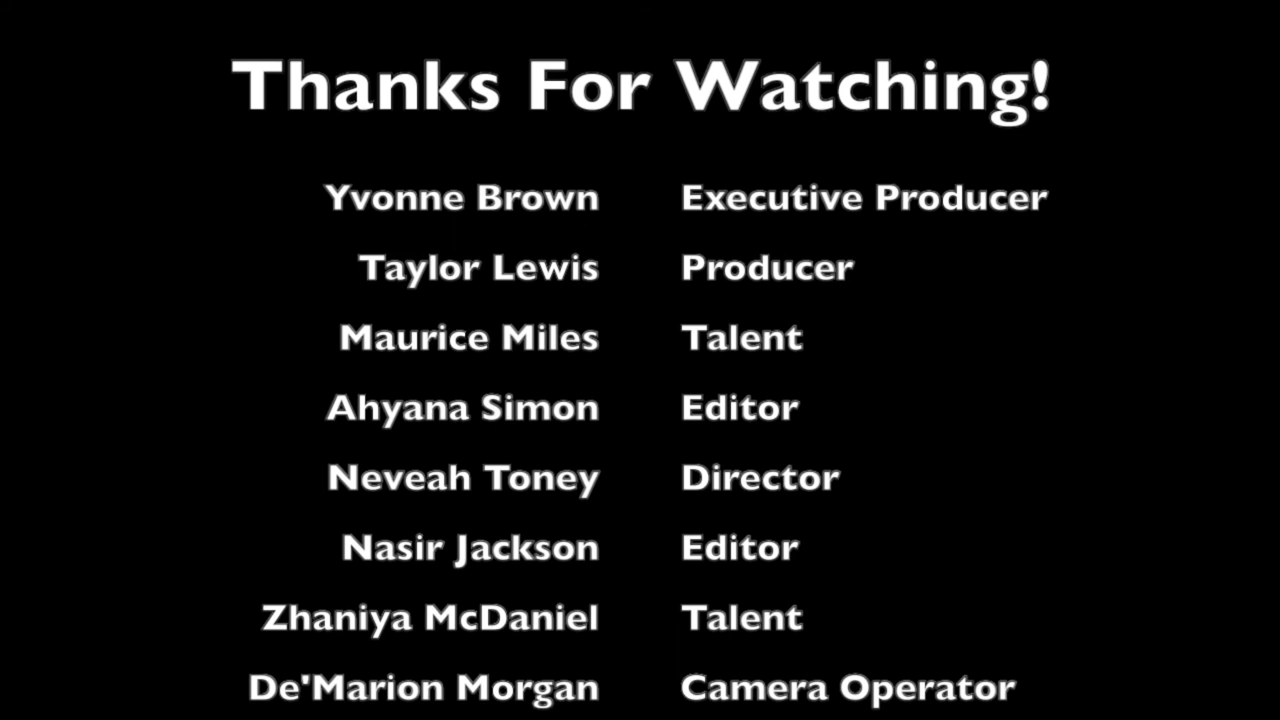 Thanks For Watching!
Yvonne Brown Executive Producer
Taylor Lewis Producer
Maurice Miles Talent
Ahyana Simon Editor
Neveah Toney Director
Nasir Jackson Editor
Zhaniya McDaniel Talent
De'Marion Morgan Camera Operator